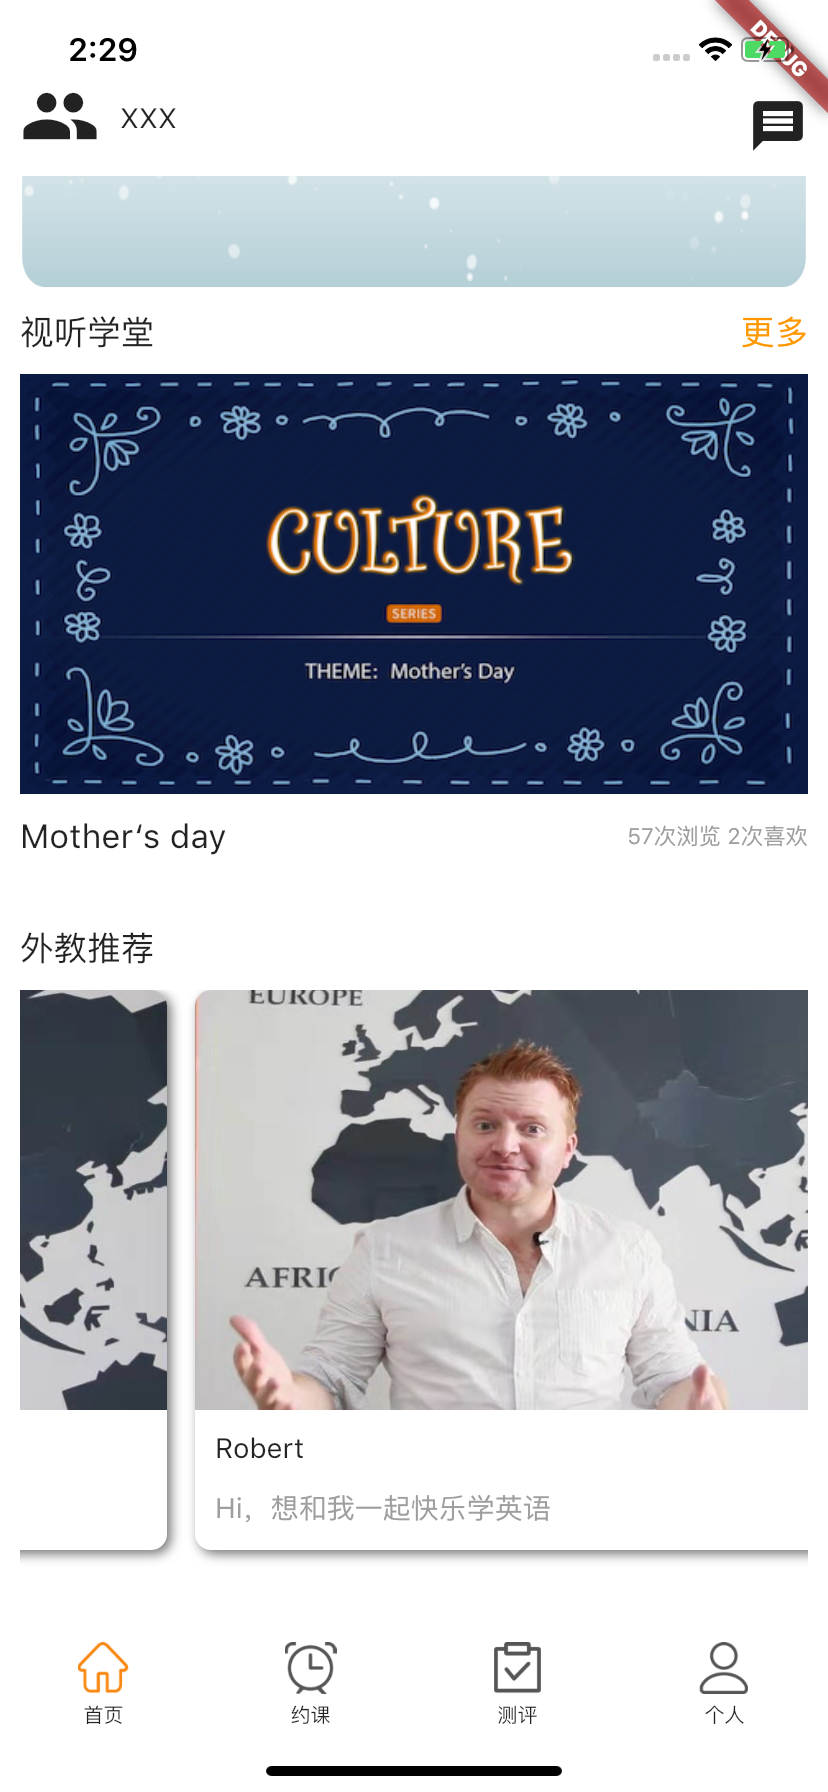 2:29
DEBUG
XXX
视听学堂
更多
CULTURE
SERIES
THEME: Mother's Day
Mother‘s day
57次浏览 2次喜欢
外教推荐
EUROPE
AFRIC
NIA
Robert
Hi，想和我一起快乐学英语
首页
约课
测评
个人